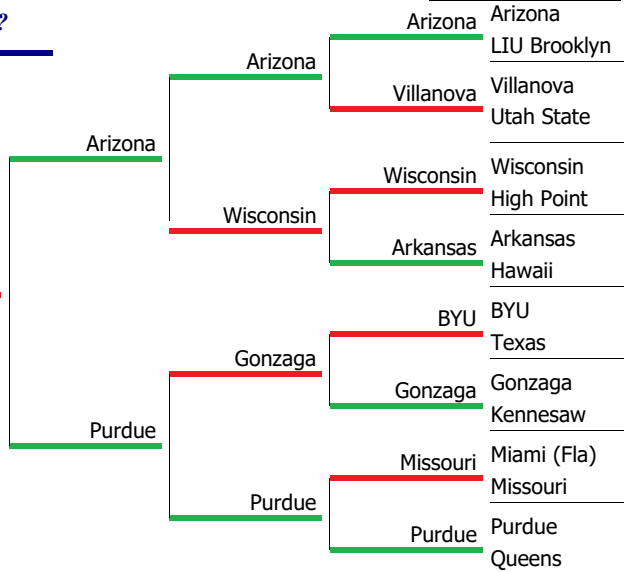 ?
Arizona
Arizona
LIU Brooklyn
Arizona
Villanova
Villanova
Utah State
Arizona
Wisconsin
Wisconsin
High Point
Wisconsin
Arkansas
Arkansas
Hawaii
BYU
BYU
Texas
Gonzaga
Gonzaga
Gonzaga
Kennesaw
Purdue
Missouri
Miami (Fla)
Missouri
Purdue
Purdue
Purdue
Queens